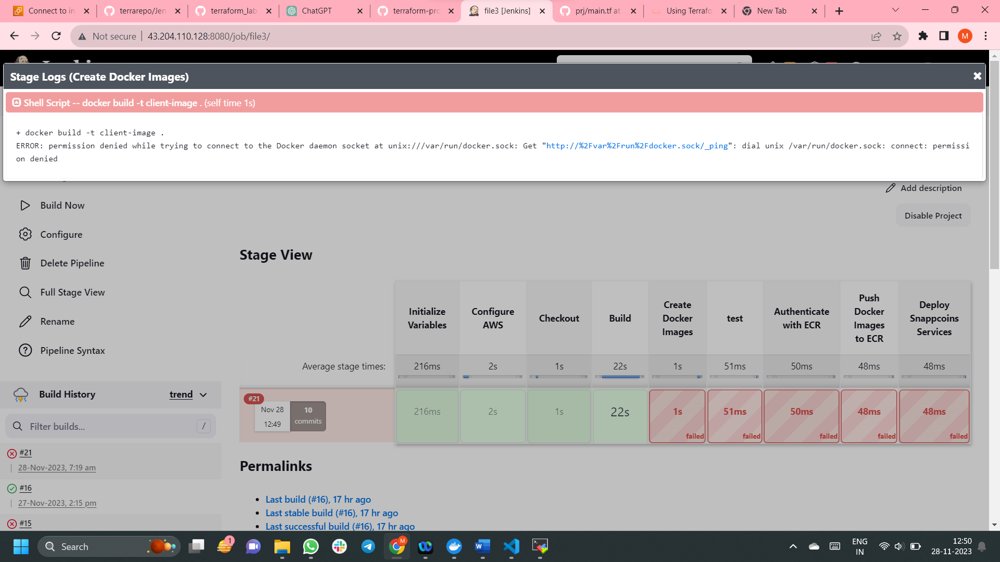 Connect to in
terrarepo/Jen
terraform_lab
ChatGPT
terraform-pro
file3 [Jenkins]
prj/main.tf at
Using Terrafo
New Tab
Not secure
43.204.110.128:8080/job/file3/
M
Stage Logs (Create Docker Images)
Shell Script -- docker build -t client-image . (self time 1s)
+ docker build -t client-image .
ERROR: permission denied while trying to connect to the Docker daemon socket at unix:///var/run/docker.sock: Get "http://%2Fvar%2Frun%2Fdocker.sock/_ping": dial unix /var/run/docker.sock: connect: permissi
on denied
Add description
Build Now
Disable Project
Configure
Delete Pipeline
Full Stage View
Rename
Pipeline Syntax
Stage View
Initialize
Variables
Configure
AWS
Checkout
Build
Create
Docker
Images
test
Authenticate
with ECR
Push
Docker
Images
to ECR
Deploy
Snappcoins
Services
Average stage times:
216ms
2s
1s
22s
1s
51ms
50ms
48ms
48ms
#21
Nov 28
12:49
10
commits
216ms
2s
1s
22s
1s
failed
51ms
failed
50ms
failed
48ms
failed
48ms
failed
Build History
trend
Filter builds...
/
#21
28-Nov-2023, 7:19 am
#16
27-Nov-2023, 2:15 pm
#15
Permalinks
Last build (#16), 17 hr ago
Last stable build (#16), 17 hr ago
Last successful build (#16), 17 hr ago
Search
1
M
ENG
IN
12:50
28-11-2023